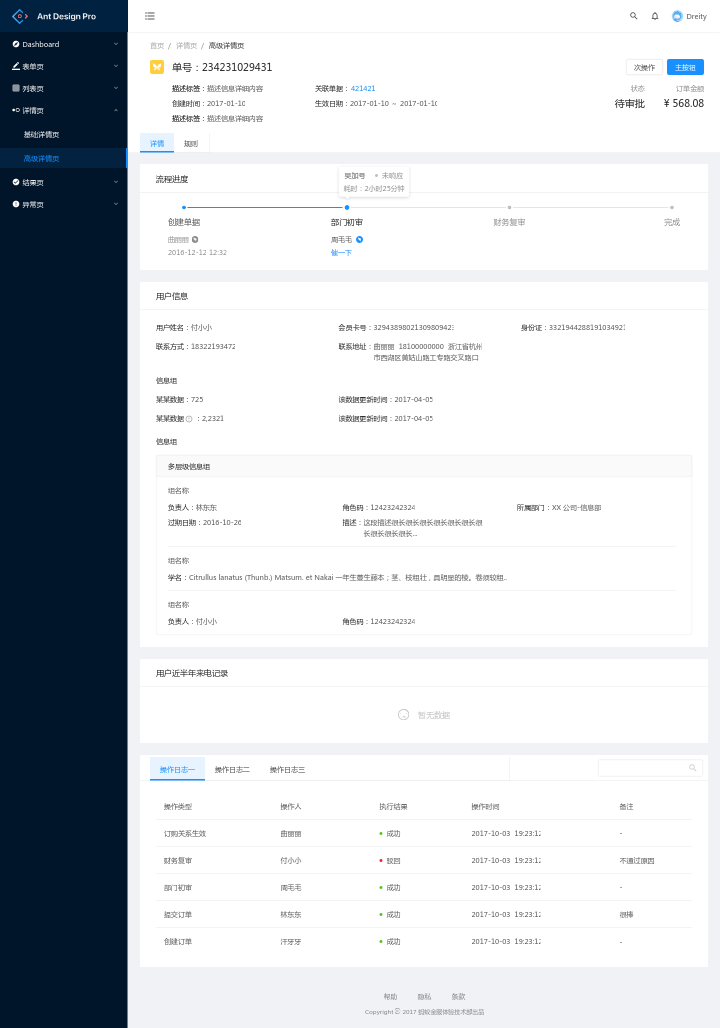 Ant Design Pro
Dreity
Dashboard
表单页
列表页
详情页
基础详情页
高级详情页
结果页
异常页
首页 / 详情页 / 高级详情页
单号：234231029431
次操作
主按钮
描述标签：描述信息详细内容
关联单据：421421
状态
订单金额
创建时间：2017-01-10
生效日期：2017-01-10 ~ 2017-01-10
待审批
¥ 568.08
描述标签：描述信息详细内容
详情
规则
流程进度
吴加号
未响应
耗时：2小时25分钟
创建单据
部门初审
财务复审
完成
曲丽丽
周毛毛
2016-12-12 12:32
催一下
用户信息
用户姓名：付小小
会员卡号：32943898021309809423
身份证：3321944288191034921
联系方式：18322193472
联系地址：曲丽丽 18100000000 浙江省杭州
市西湖区黄姑山路工专路交叉路口
信息组
某某数据：725
该数据更新时间：2017-04-05
某某数据 ：2,2321
该数据更新时间：2017-04-05
信息组
多层级信息组
组名称
负责人：林东东
角色码：12423242324
所属部门：XX 公司-信息部
过期日期：2016-10-26
描述：这段描述很长很长很长很长很长很长很
长很长很长很长...
组名称
学名：Citrullus lanatus (Thunb.) Matsum. et Nakai 一年生蔓生藤本；茎、枝粗壮，具明显的棱。卷须较粗..
组名称
负责人：付小小
角色码：12423242324
用户近半年来电记录
暂无数据
操作日志一
操作日志二
操作日志三
操作类型 操作人 执行结果 操作时间 备注
订购关系生效 曲丽丽 成功 2017-10-03 19:23:12 -
财务复审 付小小 驳回 2017-10-03 19:23:12 不通过原因
部门初审 周毛毛 成功 2017-10-03 19:23:12 -
提交订单 林东东 成功 2017-10-03 19:23:12 很棒
创建订单 汗牙牙 成功 2017-10-03 19:23:12 -
帮助 隐私 条款
Copyright © 2017 蚂蚁金服体验技术部出品